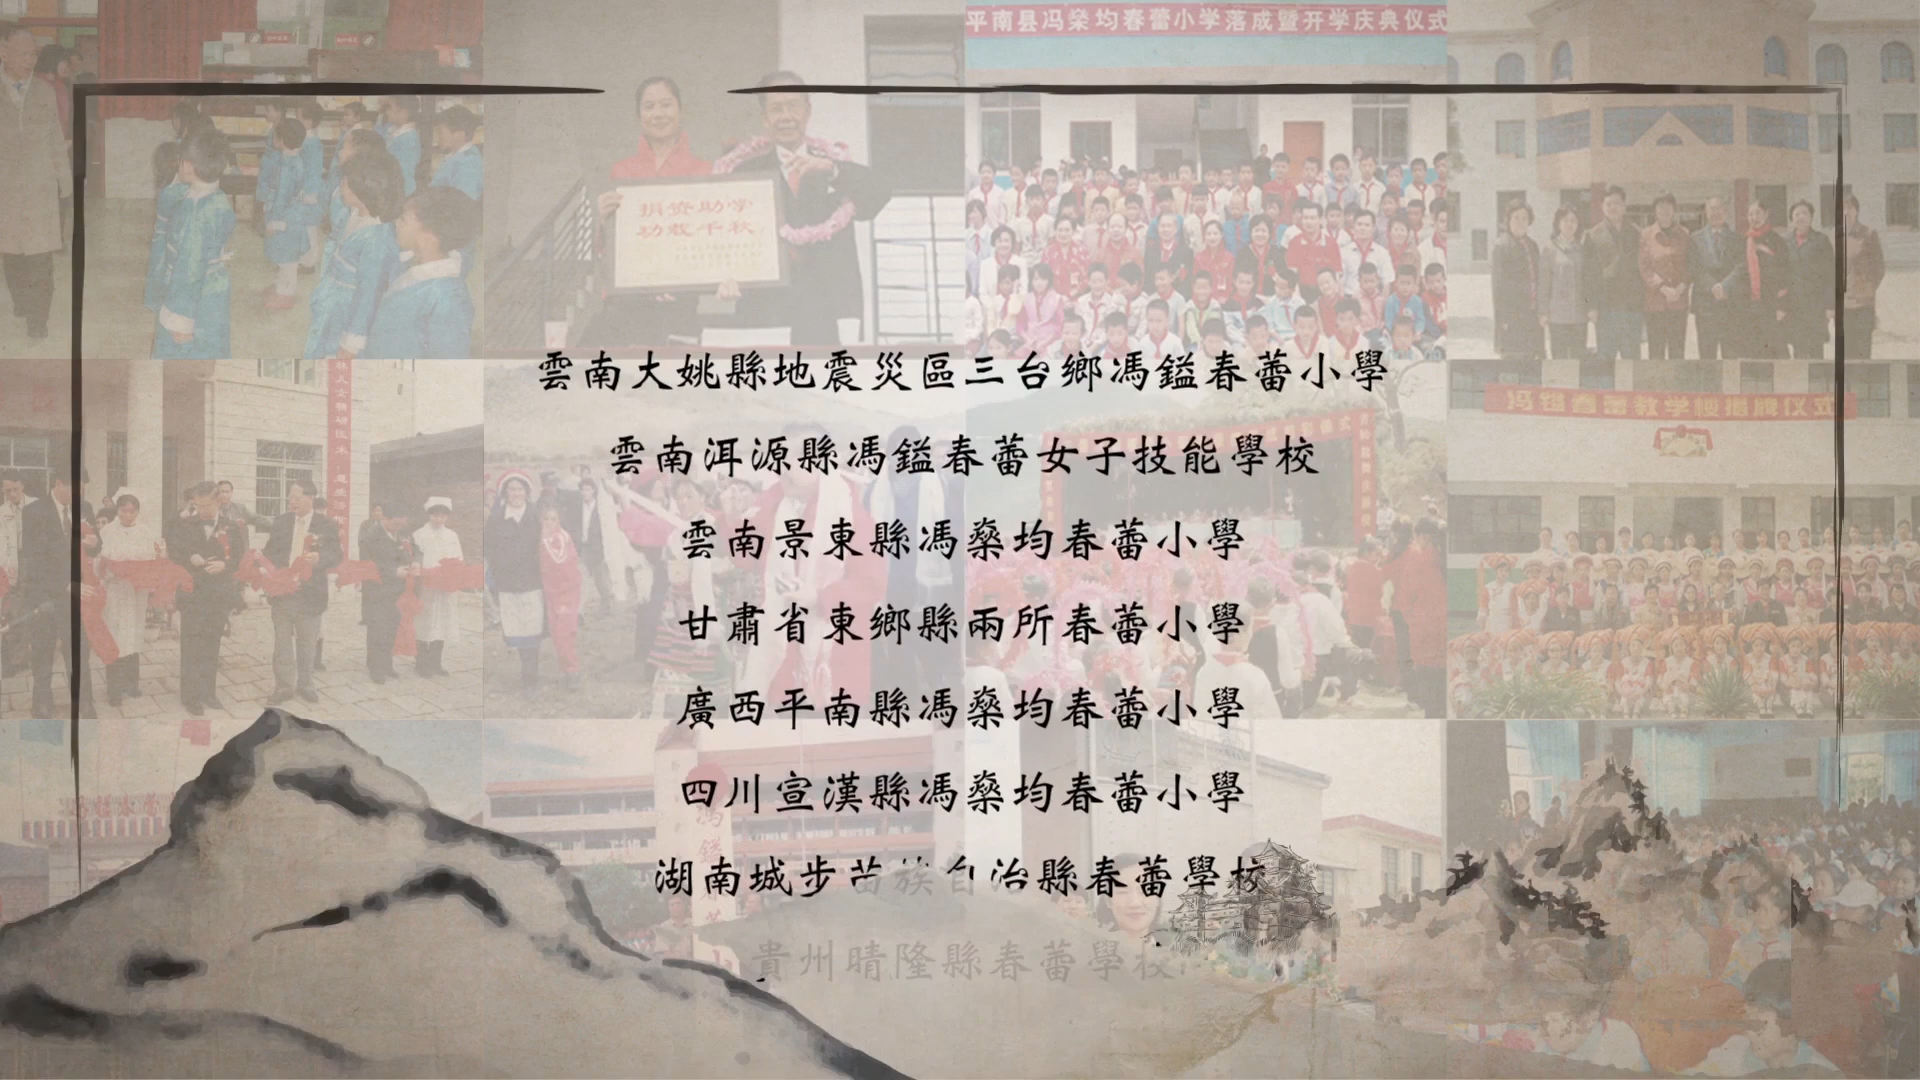 平南县冯燊均春蕾小学落成暨开学庆典仪式
捐资助学
功载千秋
冯镒春蕾教学楼揭牌仪式
雲南大姚縣地震災區三台鄉馮鎰春蕾小學
雲南洱源縣馮鎰春蕾女子技能學校
雲南景東縣馮燊均春蕾小學
甘肅省東鄉縣兩所春蕾小學
廣西平南縣馮燊均春蕾小學
四川宣漢縣馮燊均春蕾小學
湖南城步苗族自治縣春蕾學校
貴州晴隆縣春蕾學校